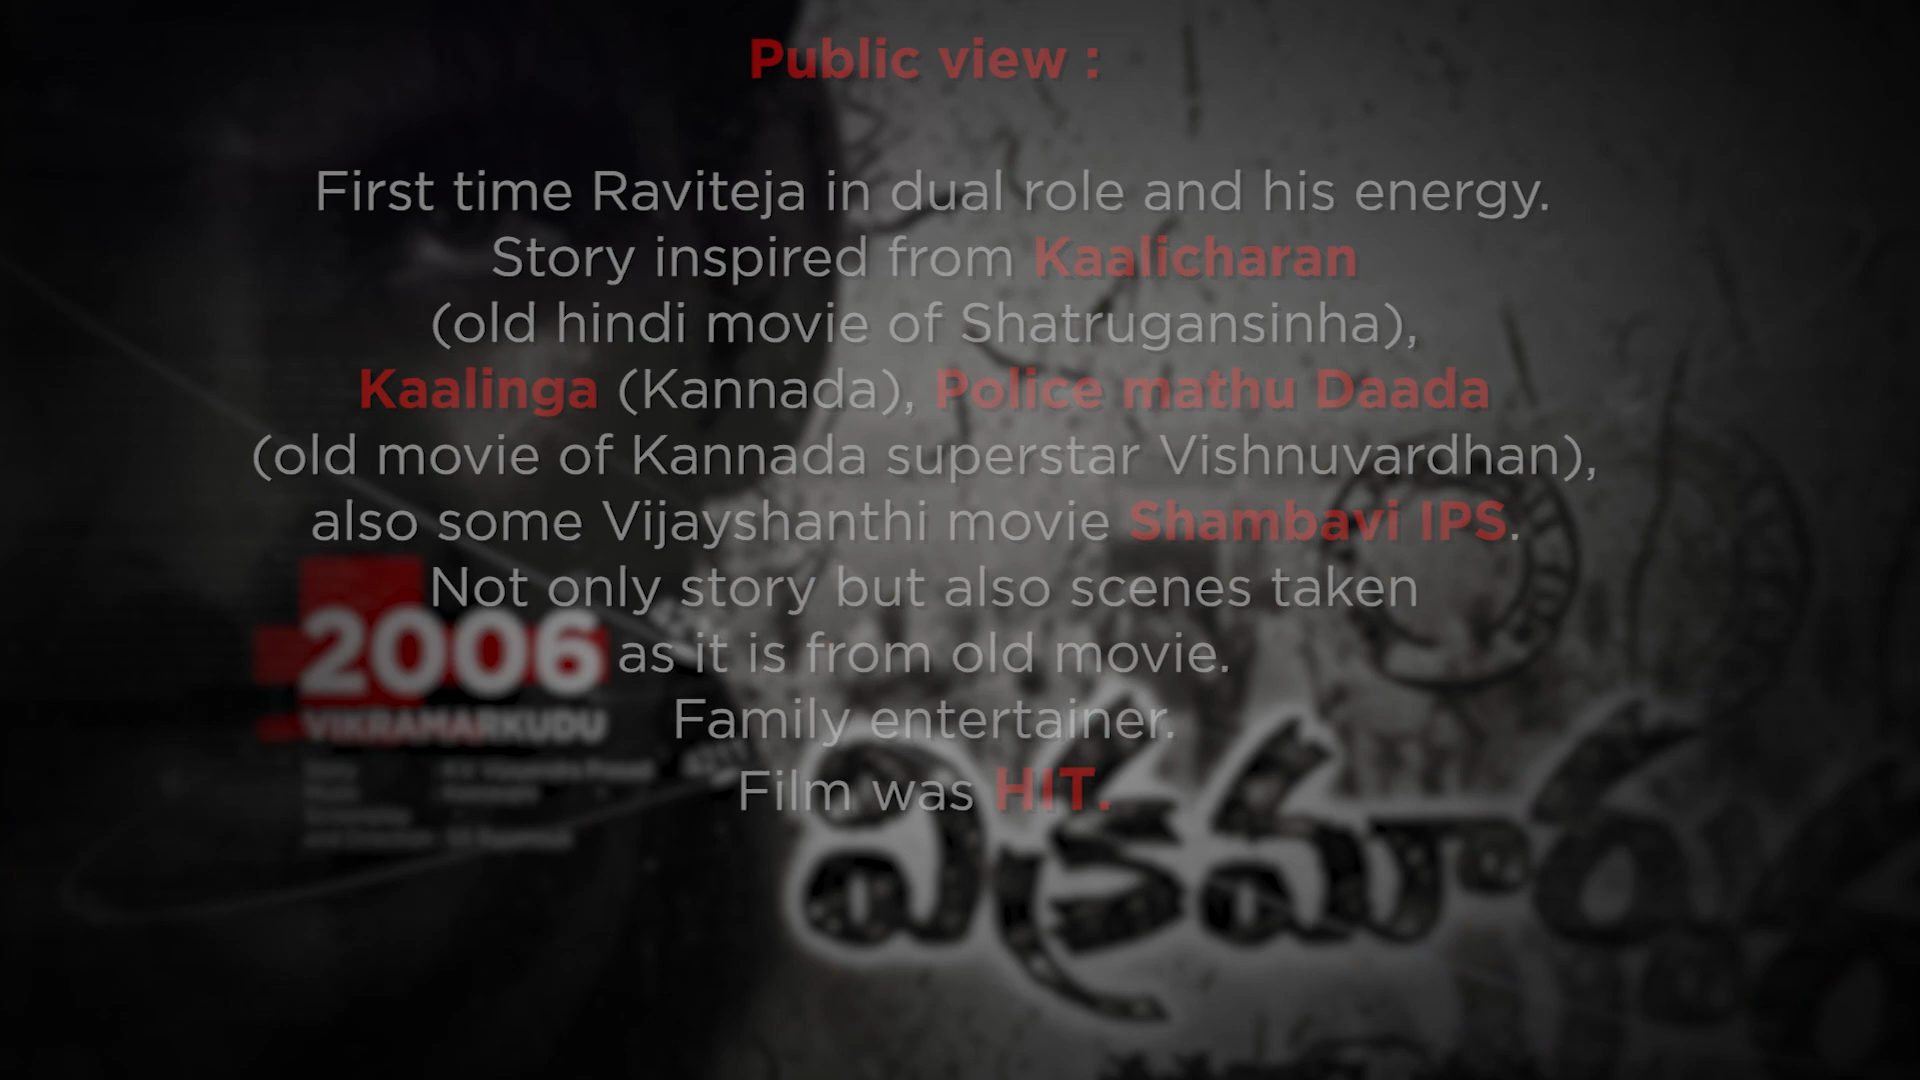 Public view :
First time Raviteja in dual role and his energy.
Story inspired from Kaalicharan
(old hindi movie of Shatrugansinha),
Kaalinga (Kannada), Police mathu Daada
(old movie of Kannada superstar Vishnuvardhan),
also some Vijayshanthi movie Shambavi IPS.
Not only story but also scenes taken
as it is from old movie.
Family entertainer.
Film was HIT.
2006
VIKRAMARKUDU
విక్రమార్కు